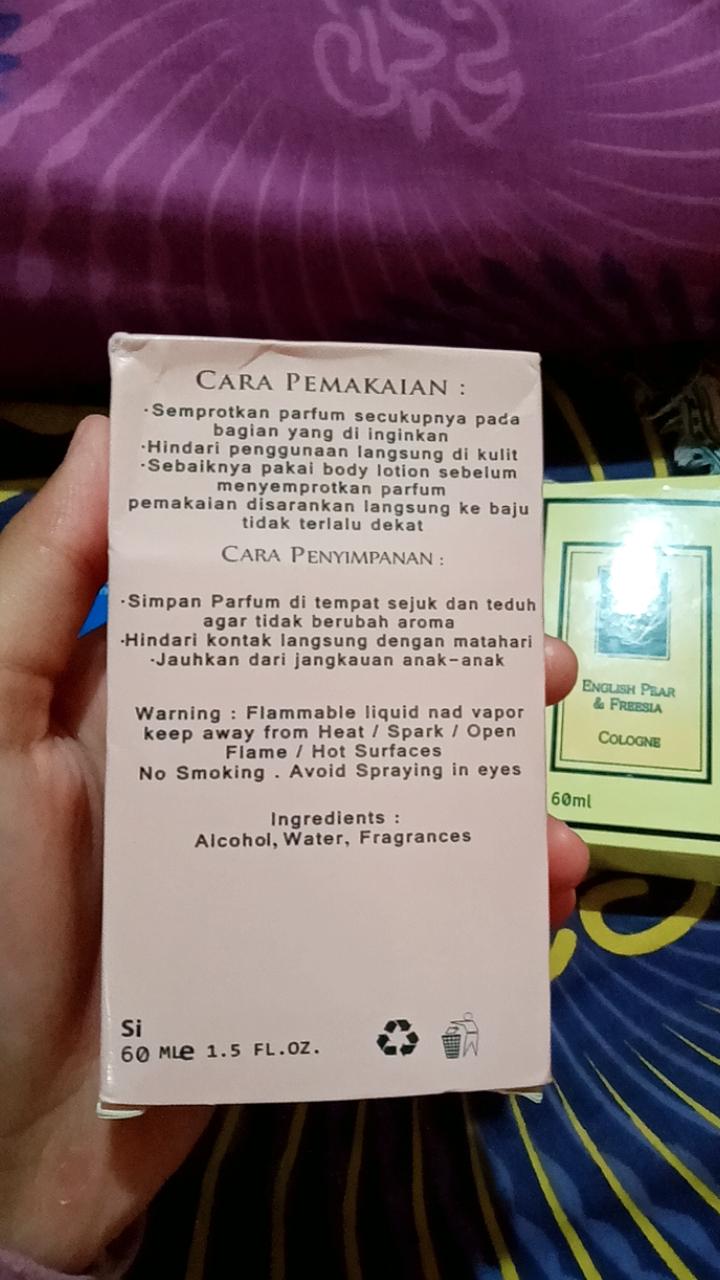 CARA PEMAKAIAN :
·Semprotkan parfum secukupnya pada
bagian yang di inginkan
·Hindari penggunaan langsung di kulit
·Sebaiknya pakai body lotion sebelum
menyemprotkan parfum
pemakaian disarankan langsung ke baju
tidak terlalu dekat
CARA PENYIMPANAN :
·Simpan Parfum di tempat sejuk dan teduh
agar tidak berubah aroma
·Hindari kontak langsung dengan matahari
·Jauhkan dari jangkauan anak-anak
Warning : Flammable liquid nad vapor
keep away from Heat / Spark / Open
Flame / Hot Surfaces
No Smoking . Avoid Spraying in eyes
Ingredients :
Alcohol, Water, Fragrances
Si
60 MLe 1.5 FL.OZ.
ENGLISH PEAR
& FREESIA
COLOGNE
60ml